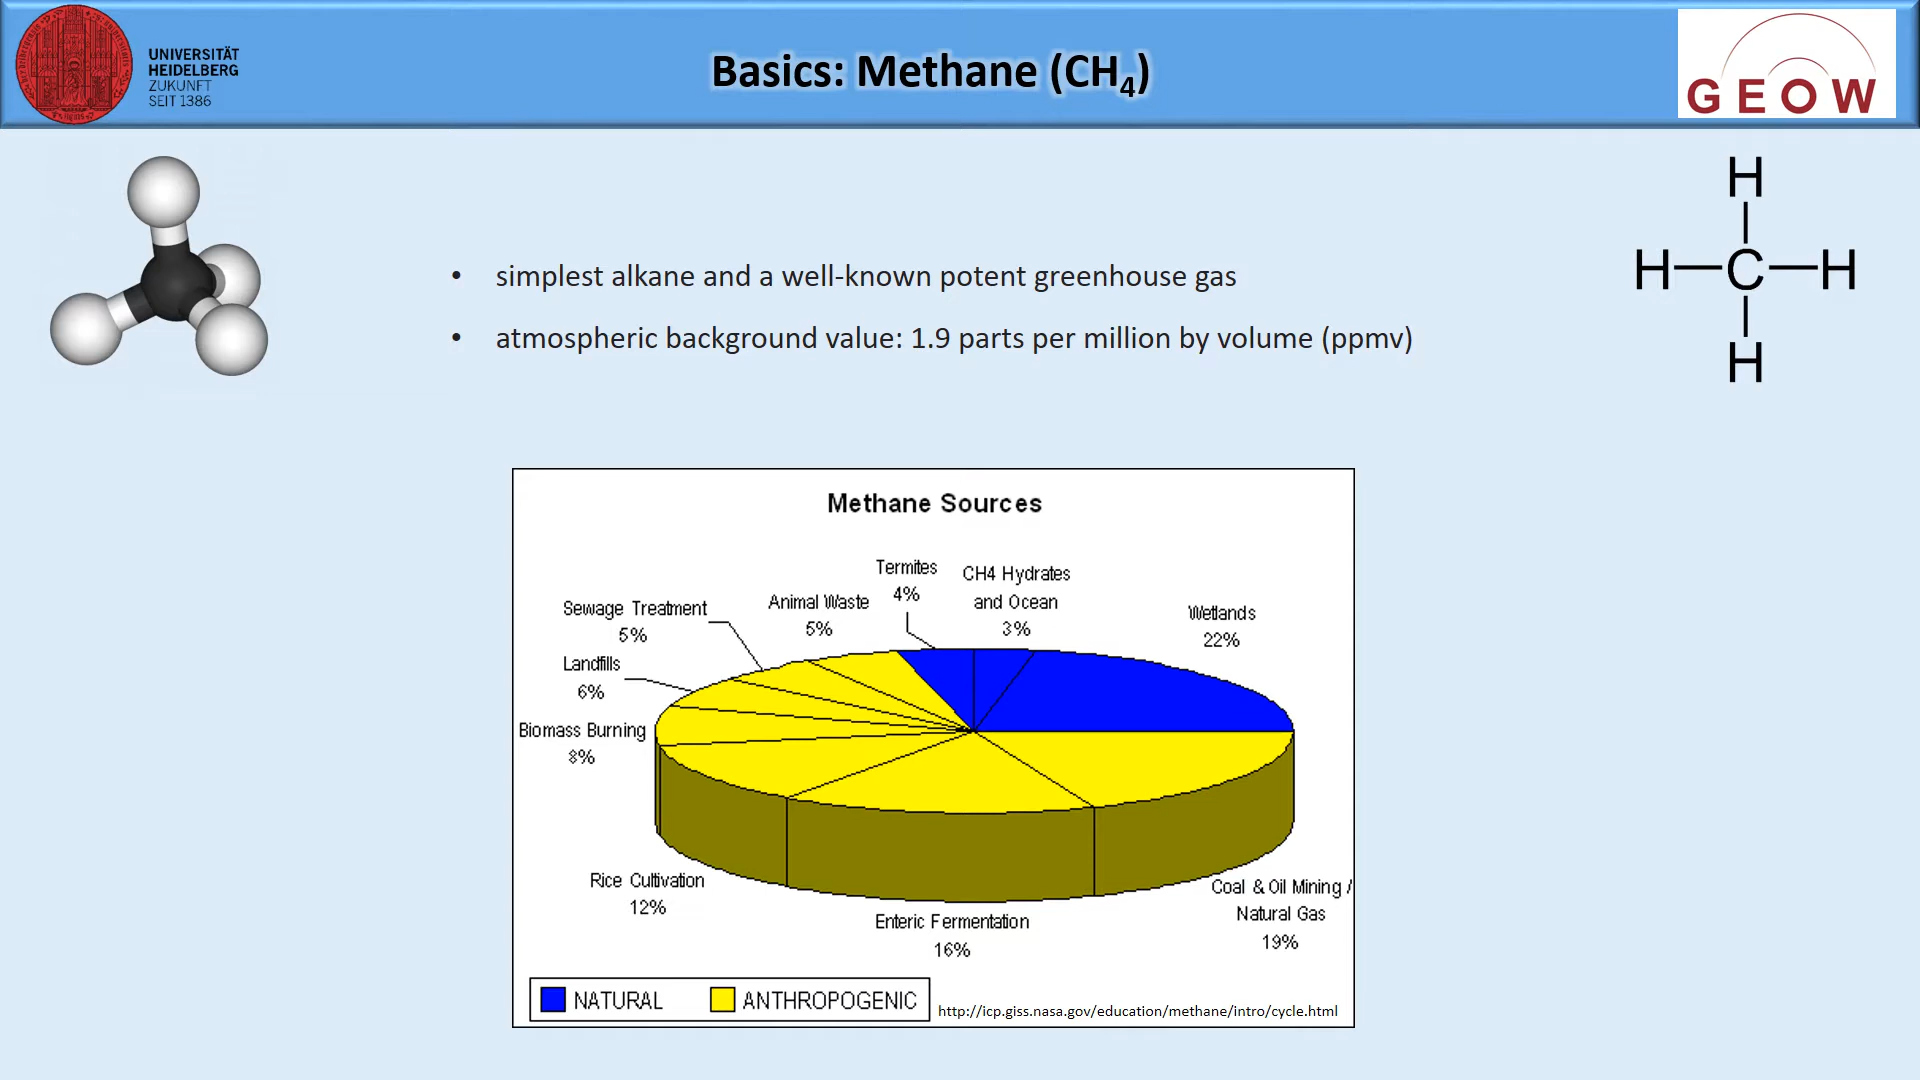 UNIVERSITÄT
HEIDELBERG
ZUKUNFT
SEIT 1386
Basics: Methane (CH₄)
G E O W
• simplest alkane and a well-known potent greenhouse gas
• atmospheric background value: 1.9 parts per million by volume (ppmv)
H
H C H
H
Methane Sources
Termites
4%
CH4 Hydrates
and Ocean
3%
Wetlands
22%
Animal Waste
5%
Sewage Treatment
5%
Landfills
6%
Biomass Burning
8%
Rice Cultivation
12%
Enteric Fermentation
16%
Coal & Oil Mining /
Natural Gas
19%
NATURAL
ANTHROPOGENIC
http://icp.giss.nasa.gov/education/methane/intro/cycle.html